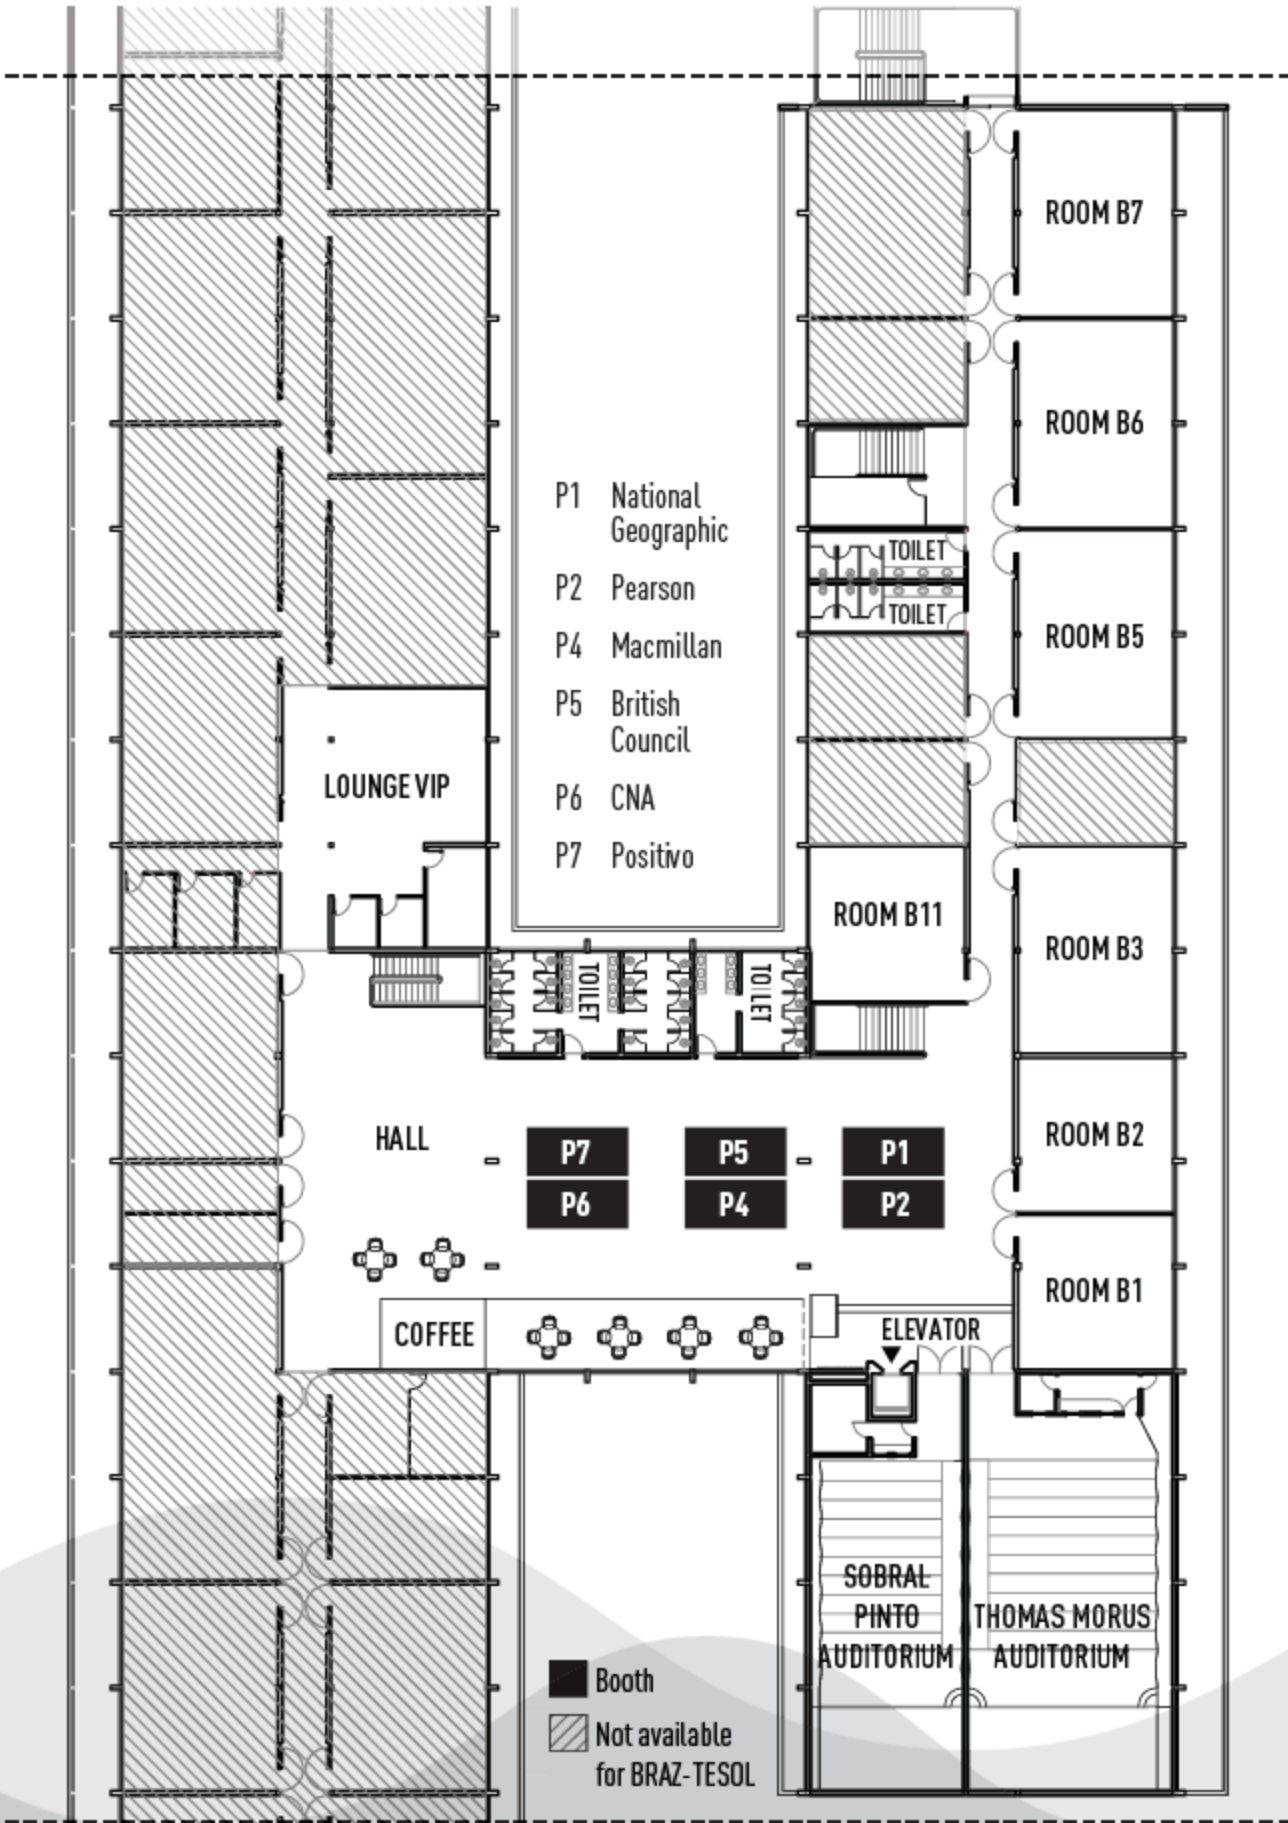 ROOM B7
ROOM B6
P1 National
Geographic
P2 Pearson
P4 Macmillan
P5 British
Council
P6 CNA
P7 Positivo
TOILET
TOILET
ROOM B5
LOUNGE VIP
ROOM B11
ROOM B3
TOILET
TOILET
HALL
P7
P5
P1
ROOM B2
P6
P4
P2
ROOM B1
COFFEE
ELEVATOR
SOBRAL
PINTO
AUDITORIUM
THOMAS MORUS
AUDITORIUM
Booth
Not available
for BRAZ-TESOL